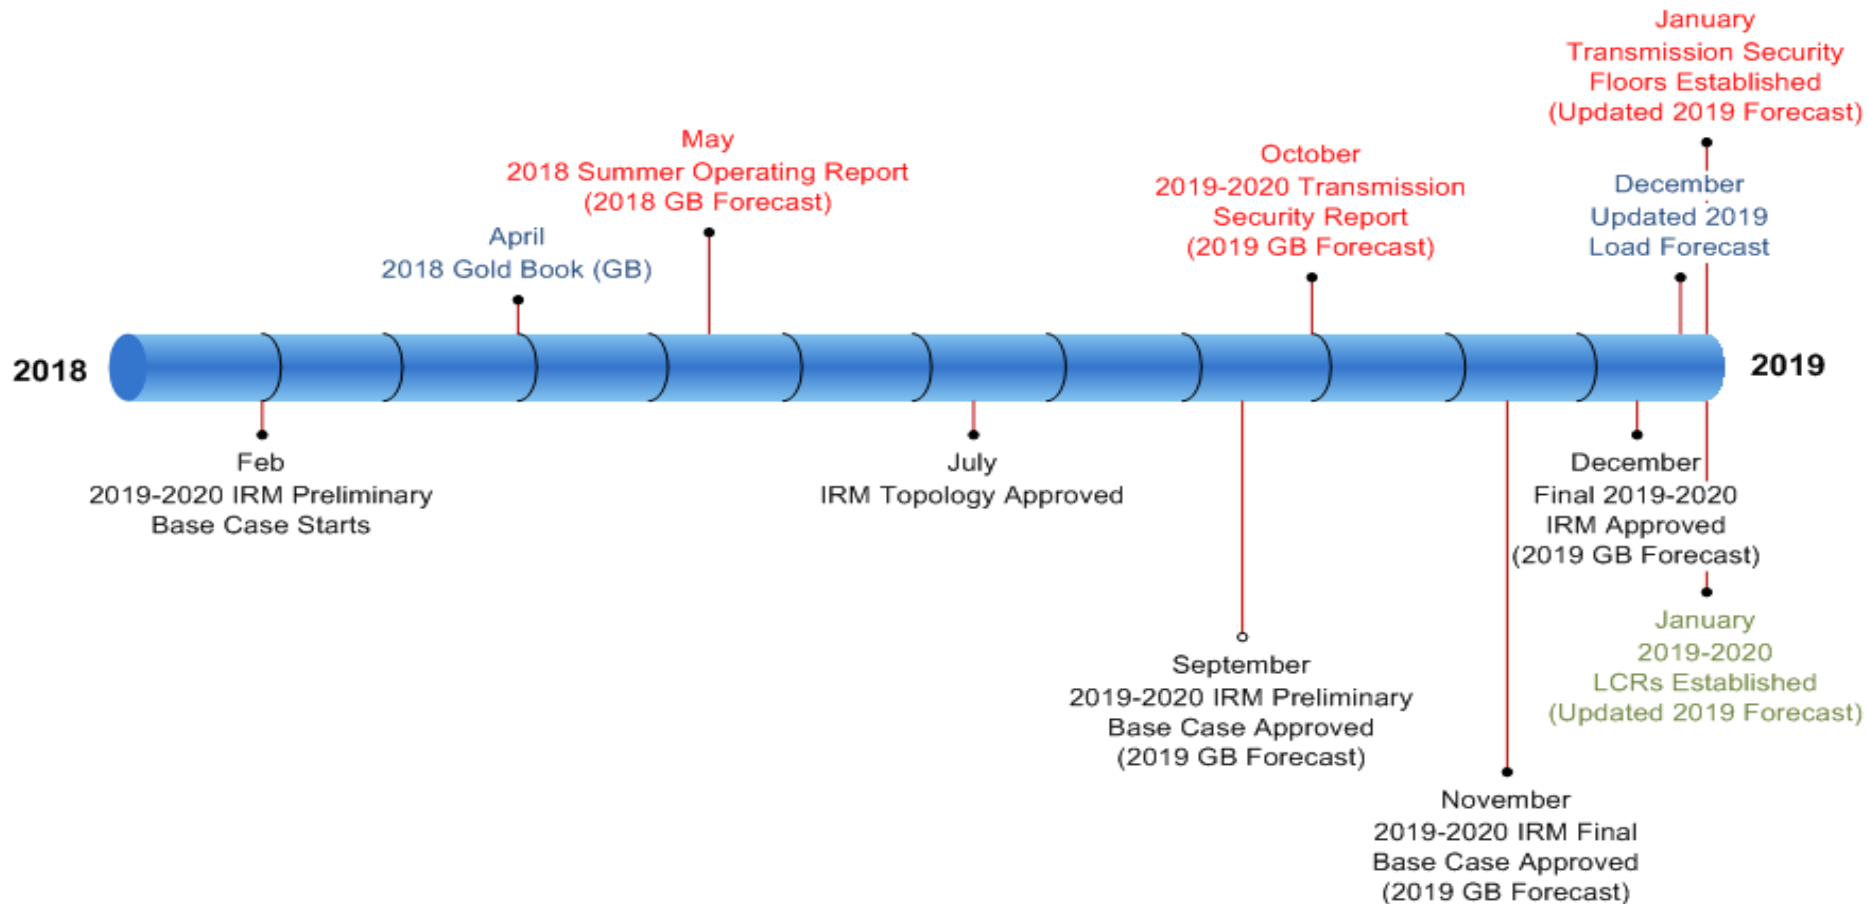 January
Transmission Security
Floors Established
(Updated 2019 Forecast)
May
2018 Summer Operating Report
(2018 GB Forecast)
October
2019-2020 Transmission
Security Report
(2019 GB Forecast)
December
Updated 2019
Load Forecast
April
2018 Gold Book (GB)
2018
2019
Feb
2019-2020 IRM Preliminary
Base Case Starts
July
IRM Topology Approved
December
Final 2019-2020
IRM Approved
(2019 GB Forecast)
January
2019-2020
LCRs Established
(Updated 2019 Forecast)
September
2019-2020 IRM Preliminary
Base Case Approved
(2019 GB Forecast)
November
2019-2020 IRM Final
Base Case Approved
(2019 GB Forecast)